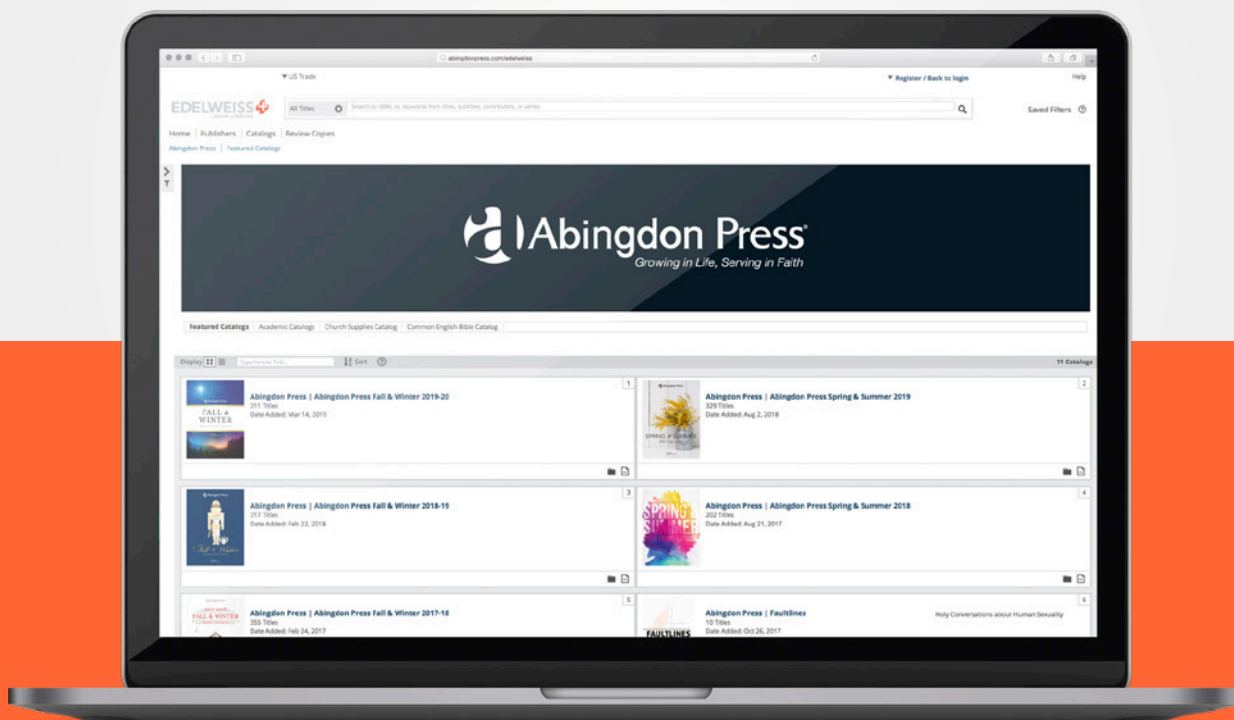 abingdonpress.com/edelweiss
US Trade
Register / Back to login
Help
EDELWEISS
All Titles
Saved Filters
Home | Publishers | Catalogs | Review Copies
Abingdon Press | Featured Catalogs
Abingdon Press
Growing in Life, Serving in Faith
Featured Catalogs | Academic Catalogs | Church Supplies Catalog | Common English Bible Catalog
Display
Sort
11 Catalogs
1
FALL &
WINTER
Abingdon Press | Abingdon Press Fall & Winter 2019-20
311 Titles
Date Added: Mar 14, 2019
2
SPRING & SUMMER
Abingdon Press | Abingdon Press Spring & Summer 2019
329 Titles
Date Added: Aug 2, 2018
3
Fall & Winter
Abingdon Press | Abingdon Press Fall & Winter 2018-19
317 Titles
Date Added: Feb 22, 2018
4
SPRING &
SUMMER
Abingdon Press | Abingdon Press Spring & Summer 2018
202 Titles
Date Added: Aug 21, 2017
5
FALL & WINTER
Abingdon Press | Abingdon Press Fall & Winter 2017-18
355 Titles
Date Added: Feb 24, 2017
6
FAULTLINES
Abingdon Press | Faultlines
10 Titles
Date Added: Oct 26, 2017
Holy Conversations about Human Sexuality